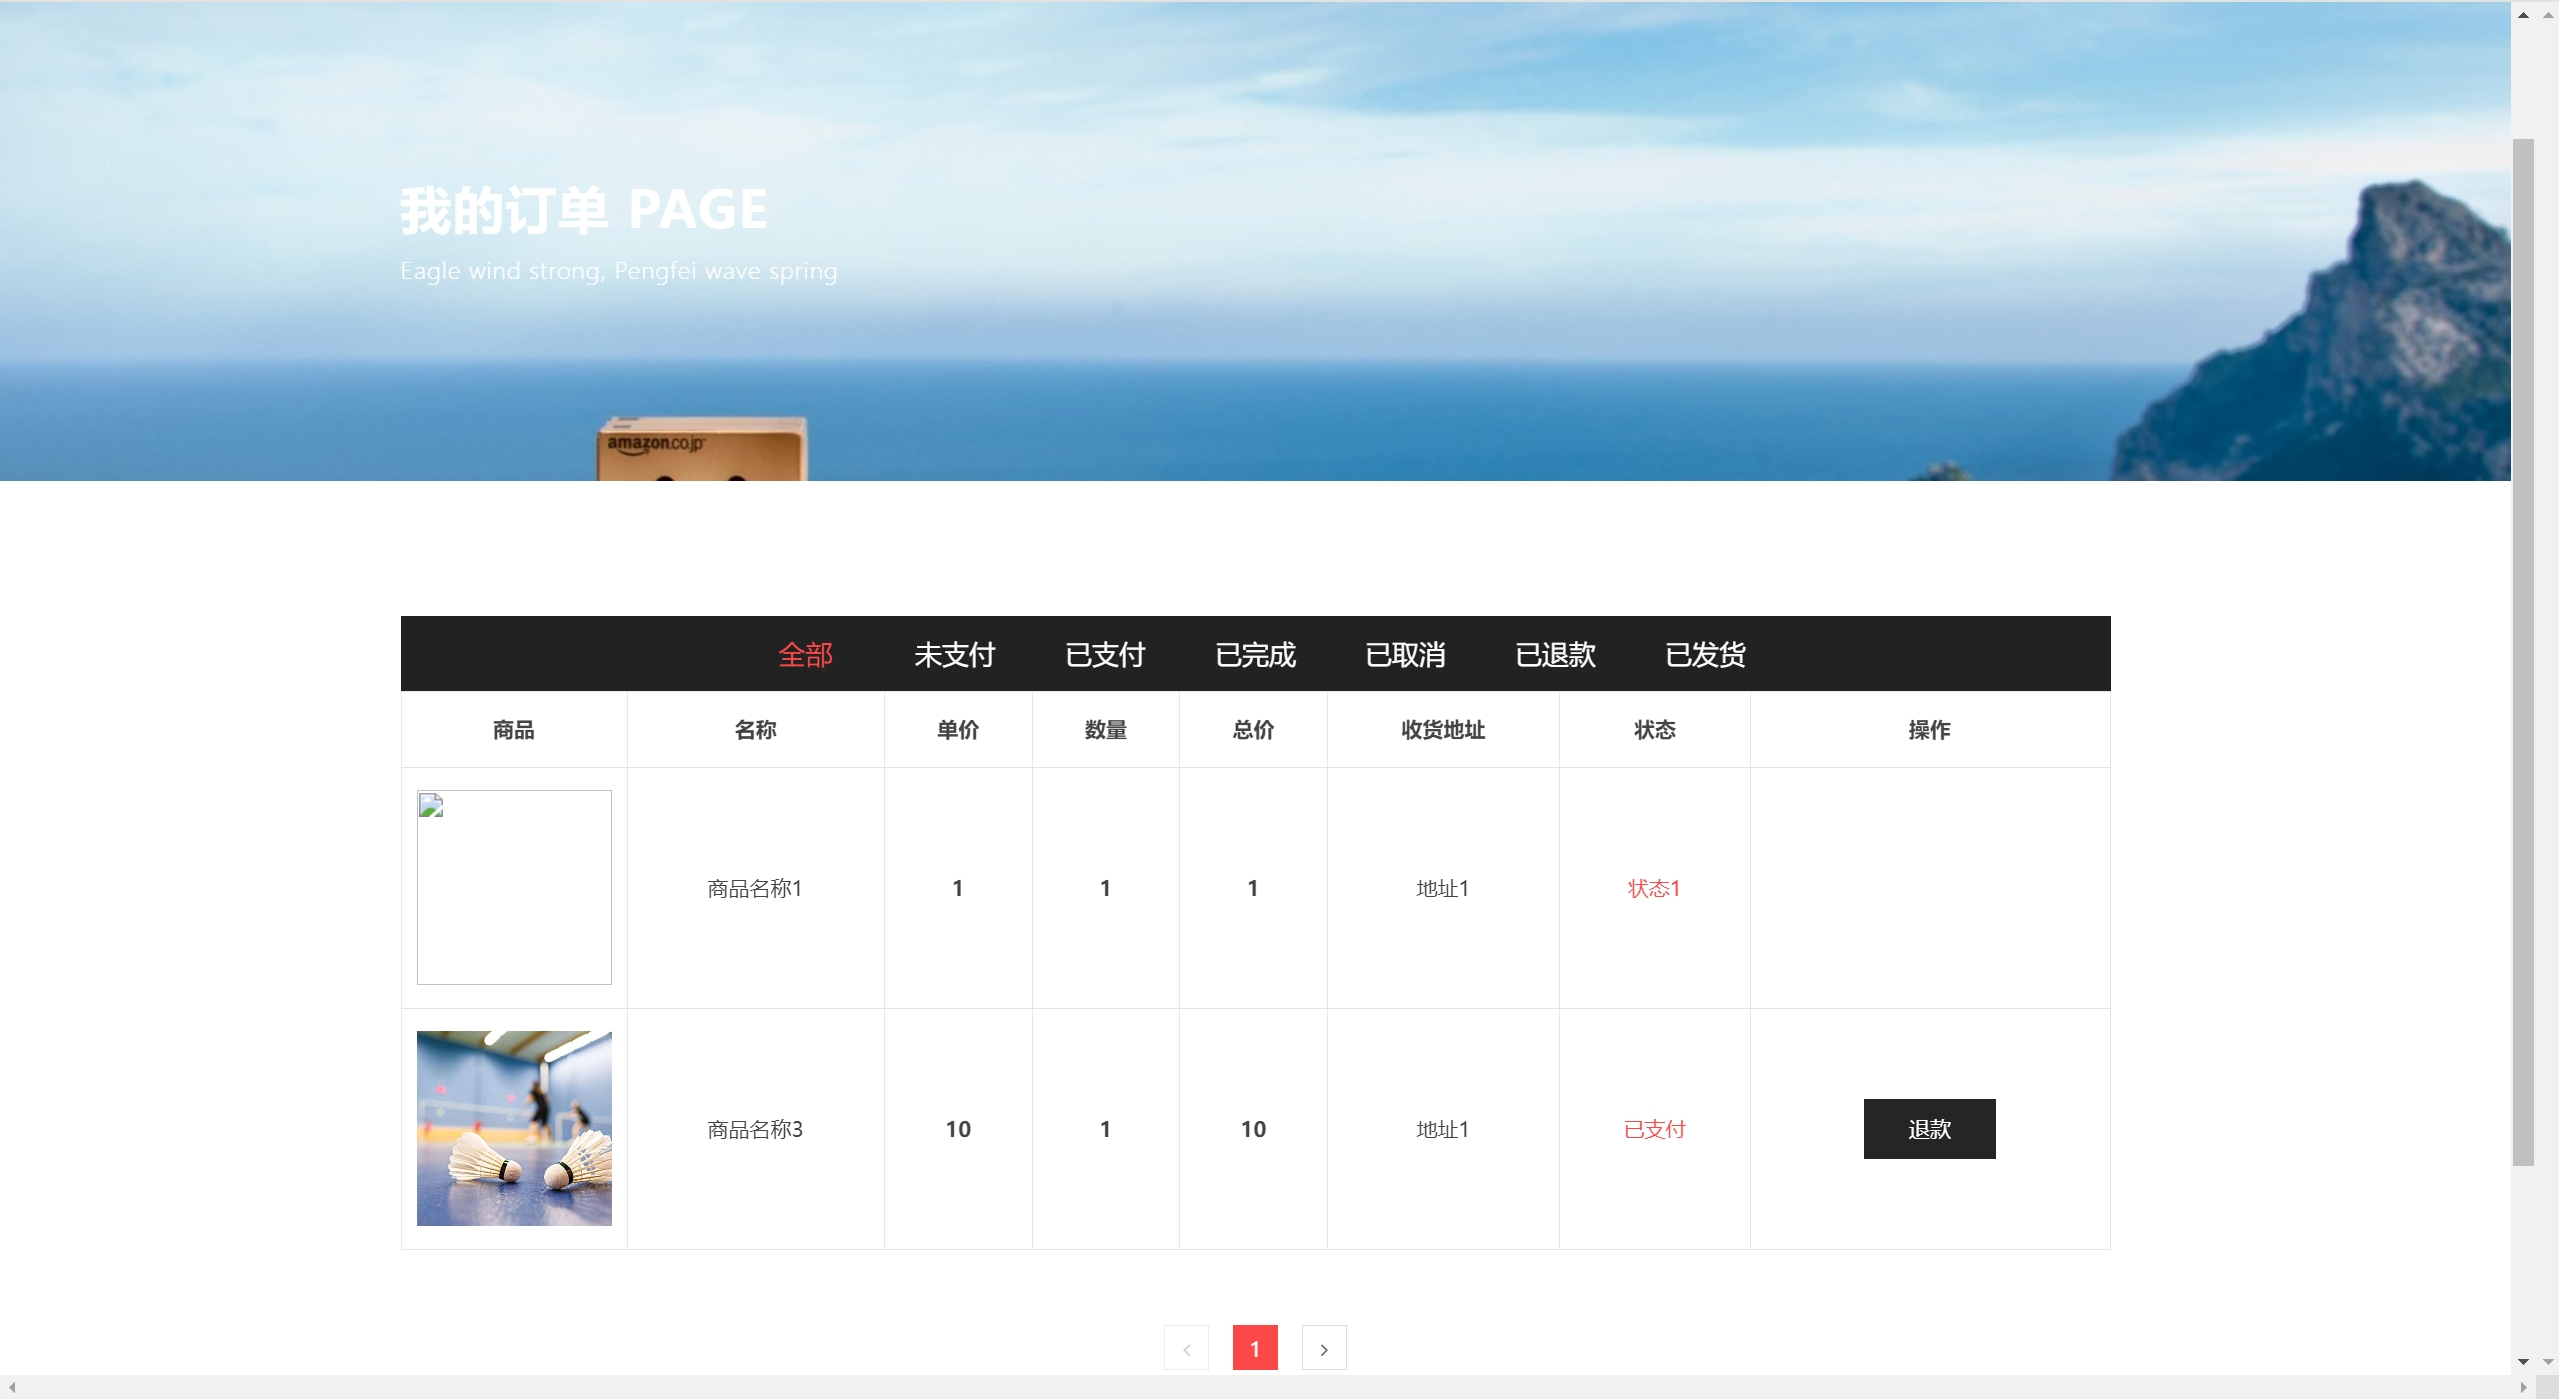 我的订单 PAGE
Eagle wind strong, Pengfei wave spring
amazon.co.jp
全部 未支付 已支付 已完成 已取消 已退款 已发货
商品 名称 单价 数量 总价 收货地址 状态 操作
商品名称1 1 1 1 地址1 状态1
商品名称3 10 1 10 地址1 已支付 退款
1